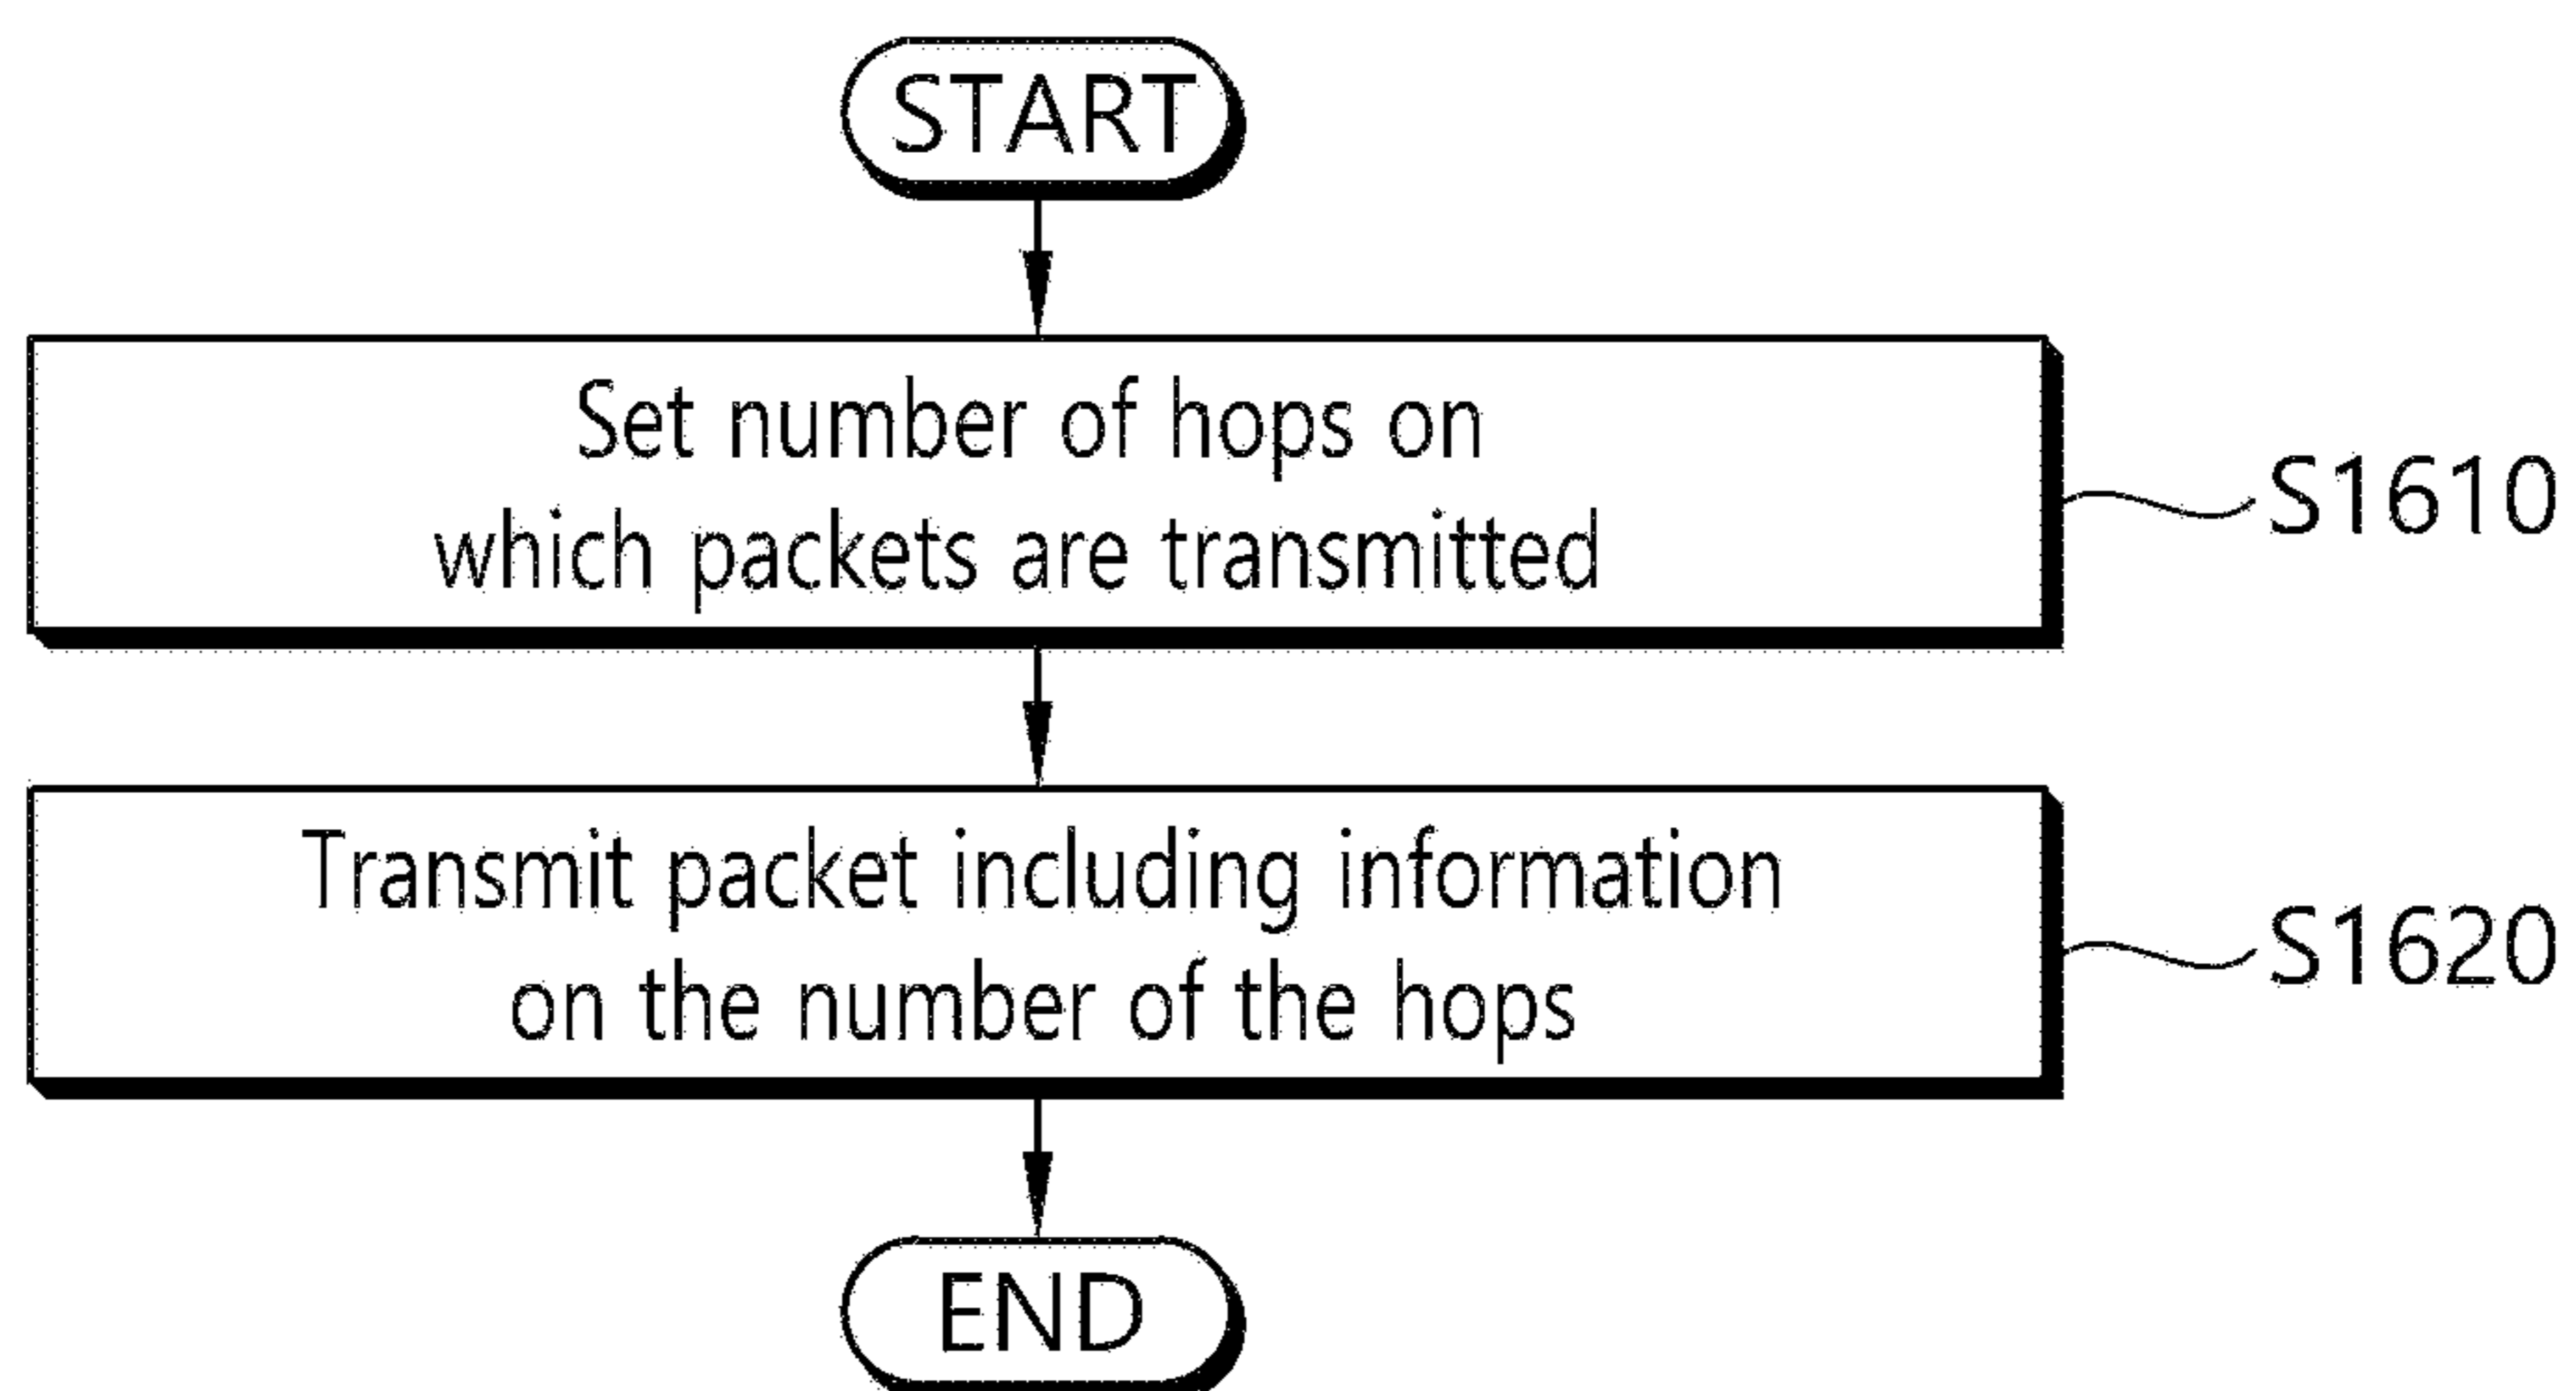 START
Set number of hops on
which packets are transmitted
S1610
Transmit packet including information
on the number of the hops
S1620
END